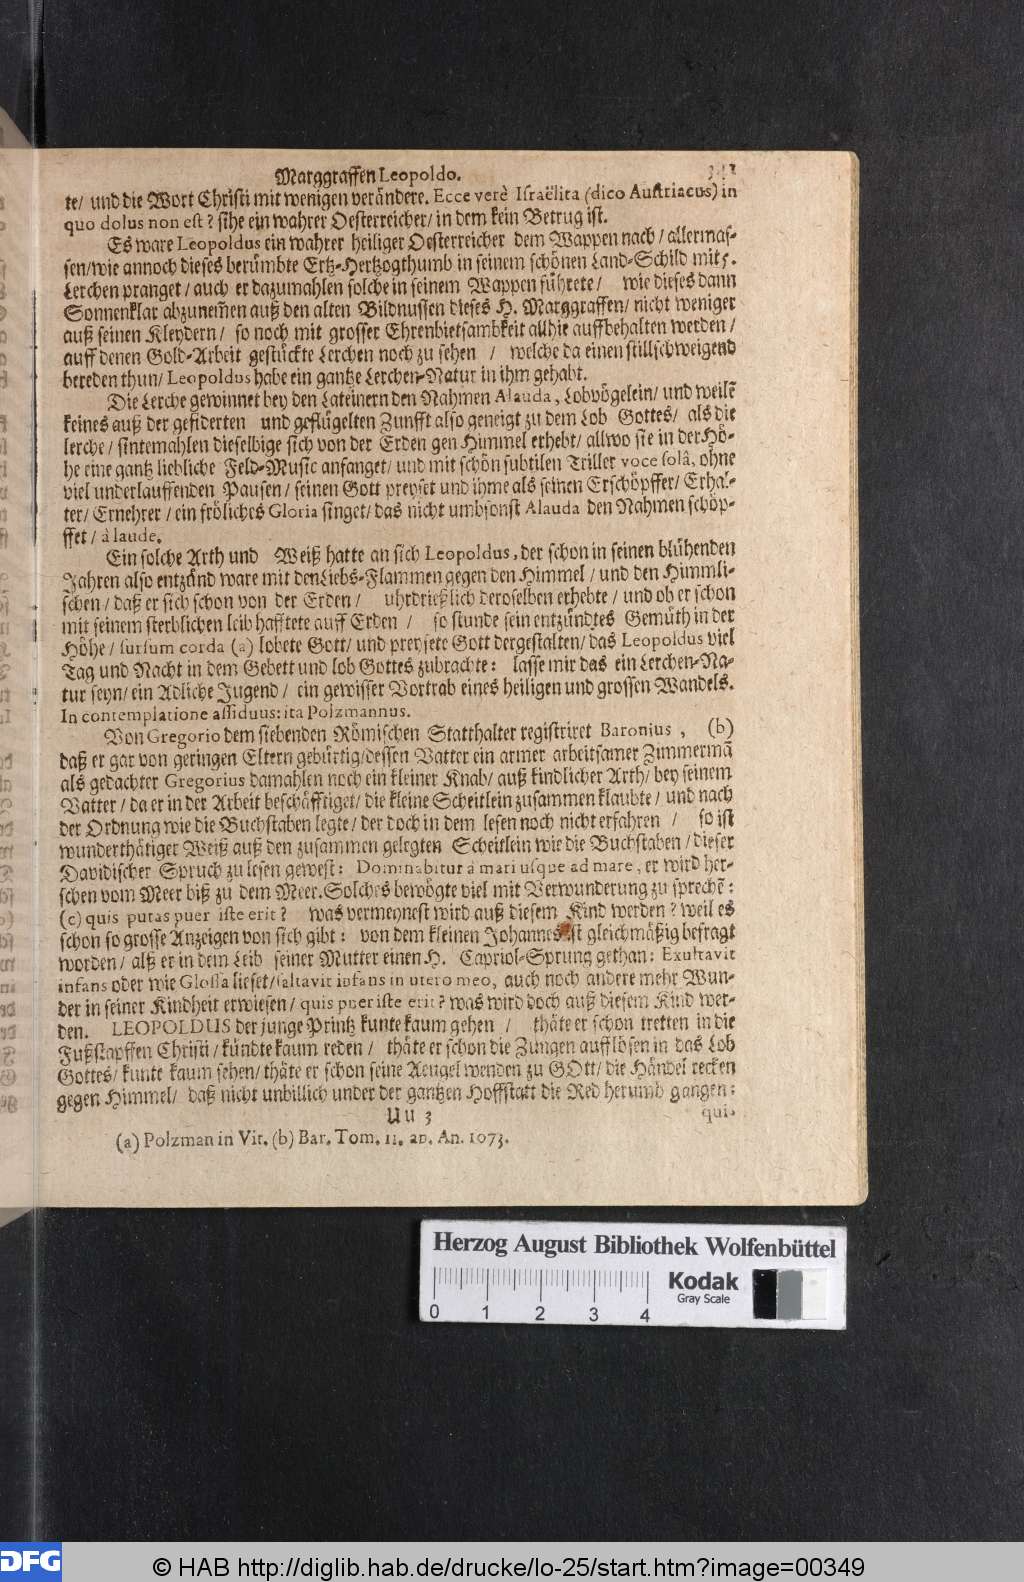 Marggraffen Leopoldo. 343
te/ und die Wort Christi mit wenigen verändere. Ecce verè Israëlita (dico Austriacus) in
quo dolus non est? sihe ein wahrer Oesterreicher/ in dem kein Betrug ist.
Es ware Leopoldus ein wahrer heiliger Oesterreicher dem Wappen nach/ allermas-
sen/ wie annoch dieses berümbte Ertz-Hertzogthumb in seinem schönen Land-Schild mit 5.
Lerchen pranget/ auch er dazumahlen solche in seinem Wappen führete/ wie dieses dann
Sonnenklar abzunem̃en auß den alten Bildnussen dieses H. Marggraffen/ nicht weniger
auß seinen Kleydern/ so noch mit grosser Ehrenbietsambkeit allhie auffbehalten werden/
auff denen Gold-Arbeit gestückte Lerchen noch zu sehen / welche da einen stillschweigend
bereden thun/ Leopoldus habe ein gantze Lerchen-Natur in ihm gehabt.
Die Lerche gewinnet bey den Lateinern den Nahmen Alauda, Lobvögelein/ und weilẽ
keines auß der gefiderten und geflügelten Zunfft also geneigt zu dem Lob Gottes/ als die
lerche/ sintemahlen dieselbige sich von der Erden gen Himmel erhebt/ allwo sie in der Hö-
he eine gantz liebliche Feld-Music anfanget/ und mit schön subtilen Triller voce solâ, ohne
viel underlauffenden Pausen/ seinen Gott preyset und ihme als seinen Erschöpffer/ Erhal-
ter/ Ernehrer/ ein fröliches Gloria singet/ das nicht umbsonst Alauda den Nahmen schöp-
ffet/ à laude.
Ein solche Arth und Weiß hatte an sich Leopoldus, der schon in seinen blühenden
Jahren also entzünd ware mit den Liebs-Flammen gegen den Himmel/ und den Himmli-
schen/ daß er sich schon von der Erden/ uhrdrießlich deroselben erhebte/ und ob er schon
mit seinem sterblichen leib hafftete auff Erden / so stunde sein entzündtes Gemüth in der
Höhe/ sursum corda (a) lobete Gott/ und preysete Gott dergestalten/ das Leopoldus viel
Tag und Nacht in dem Gebett und lob Gottes zubrachte: lasse mir das ein Lerchen-Na-
tur seyn/ ein Adliche Jugend/ ein gewisser Vortrab eines heiligen und grossen Wandels.
In contemplatione assiduus: ita Polzmannus.
Von Gregorio dem siebenden Römischen Statthalter registriret Baronius, (b)
daß er gar von geringen Eltern gebürtig/ dessen Vatter ein armer arbeitsamer Zimmermã
als gedachter Gregorius damahlen noch ein kleiner Knab/ auß kindlicher Arth/ bey seinem
Vatter/ da er in der Arbeit beschäfftiget/ die kleine Scheitlein zusammen klaubte/ und nach
der Ordnung wie die Buchstaben legte/ der doch in dem lesen noch nicht erfahren / so ist
wunderthätiger Weiß auß den zusammen gelegten Scheitlein wie die Buchstaben/ dieser
Davidischer Spruch zu lesen gewest: Dominabitur à mari usque ad mare, er wird her-
schen vom Meer biß zu dem Meer. Solches bewögte viel mit Verwunderung zu sprechẽ:
(c) quis putas puer iste erit? was vermeynest wird auß diesem Kind werden? weil es
schon so grosse Anzeigen von sich gibt: von dem kleinen Johannes ist gleichmäßig befragt
worden/ alß er in dem Leib seiner Mutter einen H. Capriol-Sprung gethan: Exultavit
infans oder wie Glossa lieset/ saltavit infans in utero meo, auch noch andere mehr Wun-
der in seiner Kindheit erwiesen/ quis puer iste erit? was wird doch auß diesem Kind wer-
den. LEOPOLDUS der junge Printz kunte kaum gehen / thäte er schon tretten in die
Fußstapffen Christi/ kündte kaum reden/ thäte er schon die Zungen aufflösen in das Lob
Gottes/ kunte kaum sehen/ thäte er schon seine Aeugel wenden zu GOtt/ die Händel recken
gegen Himmel/ daß nicht unbillich under der gantzen Hoffstatt die Red herumb gangen:
Uu 3 quis
(a) Polzman in Vit. (b) Bar. Tom. 11. an. An. 1073.
Herzog August Bibliothek Wolfenbüttel
0 1 2 3 4
Kodak
Gray Scale
DFG
© HAB http://diglib.hab.de/drucke/lo-25/start.htm?image=00349